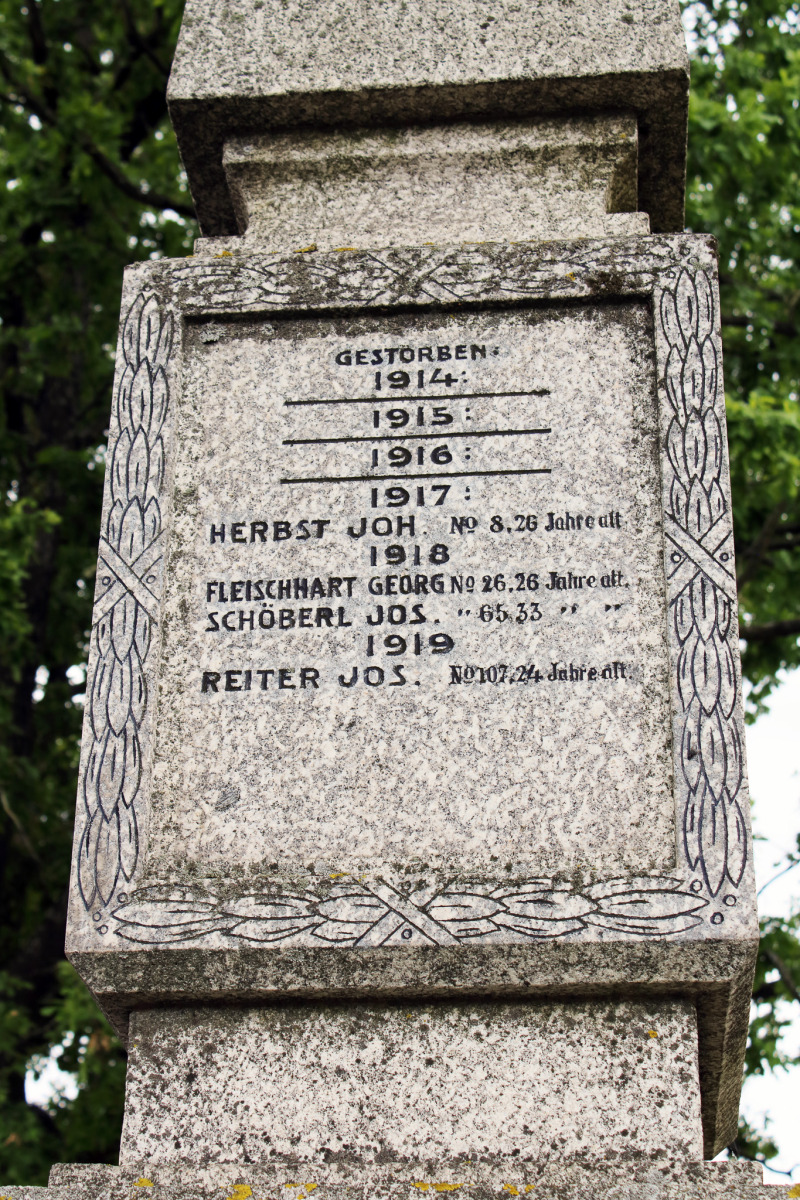 GESTORBEN:
1914:
1915:
1916:
1917:
HERBST JOH. No 8. 26 Jahre alt
1918
FLEISCHHART GEORG No 26. 26 Jahre alt.
SCHÖBERL JOS. " 65. 33 " "
1919
REITER JOS. No 107. 24 Jahre alt.